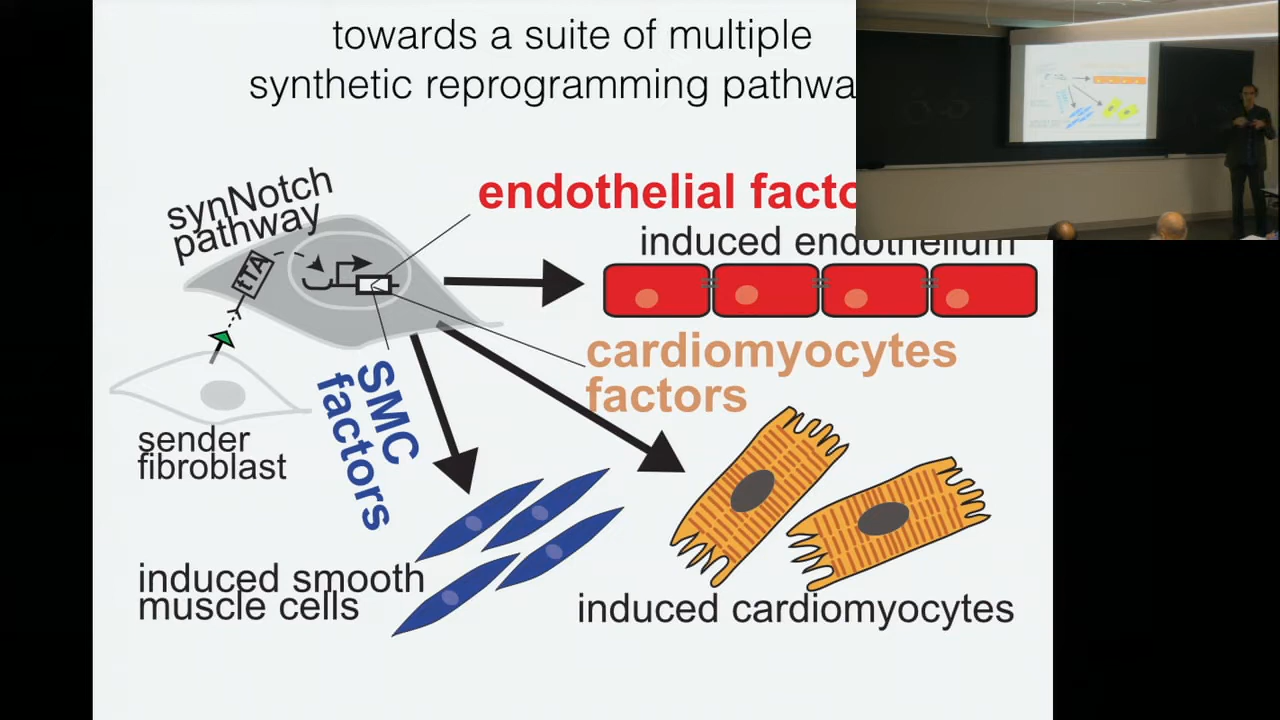 towards a suite of multiple
synthetic reprogramming pathwa
synNotch
pathway
endothelial facto
induced endothelium
tTA
cardiomyocytes
factors
SMC
factors
sender
fibroblast
induced smooth
muscle cells
induced cardiomyocytes